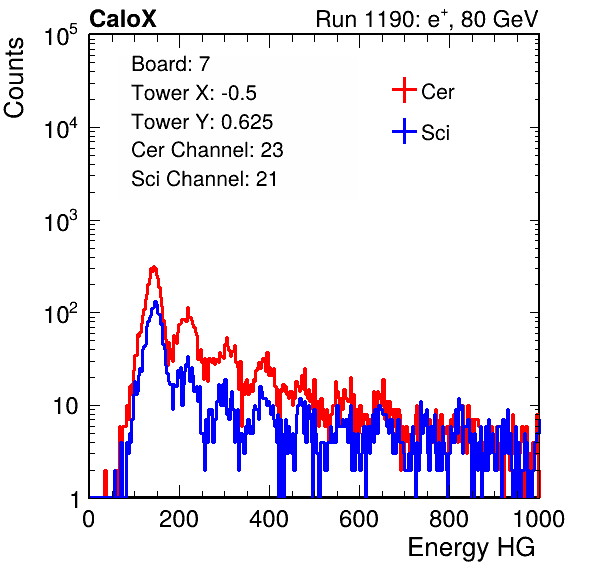 CaloX Run 1190: e⁺, 80 GeV
Counts
10⁵
10⁴
10³
10²
10
1
Board: 7
Tower X: -0.5
Tower Y: 0.625
Cer Channel: 23
Sci Channel: 21
Cer
Sci
0 200 400 600 800 1000
Energy HG